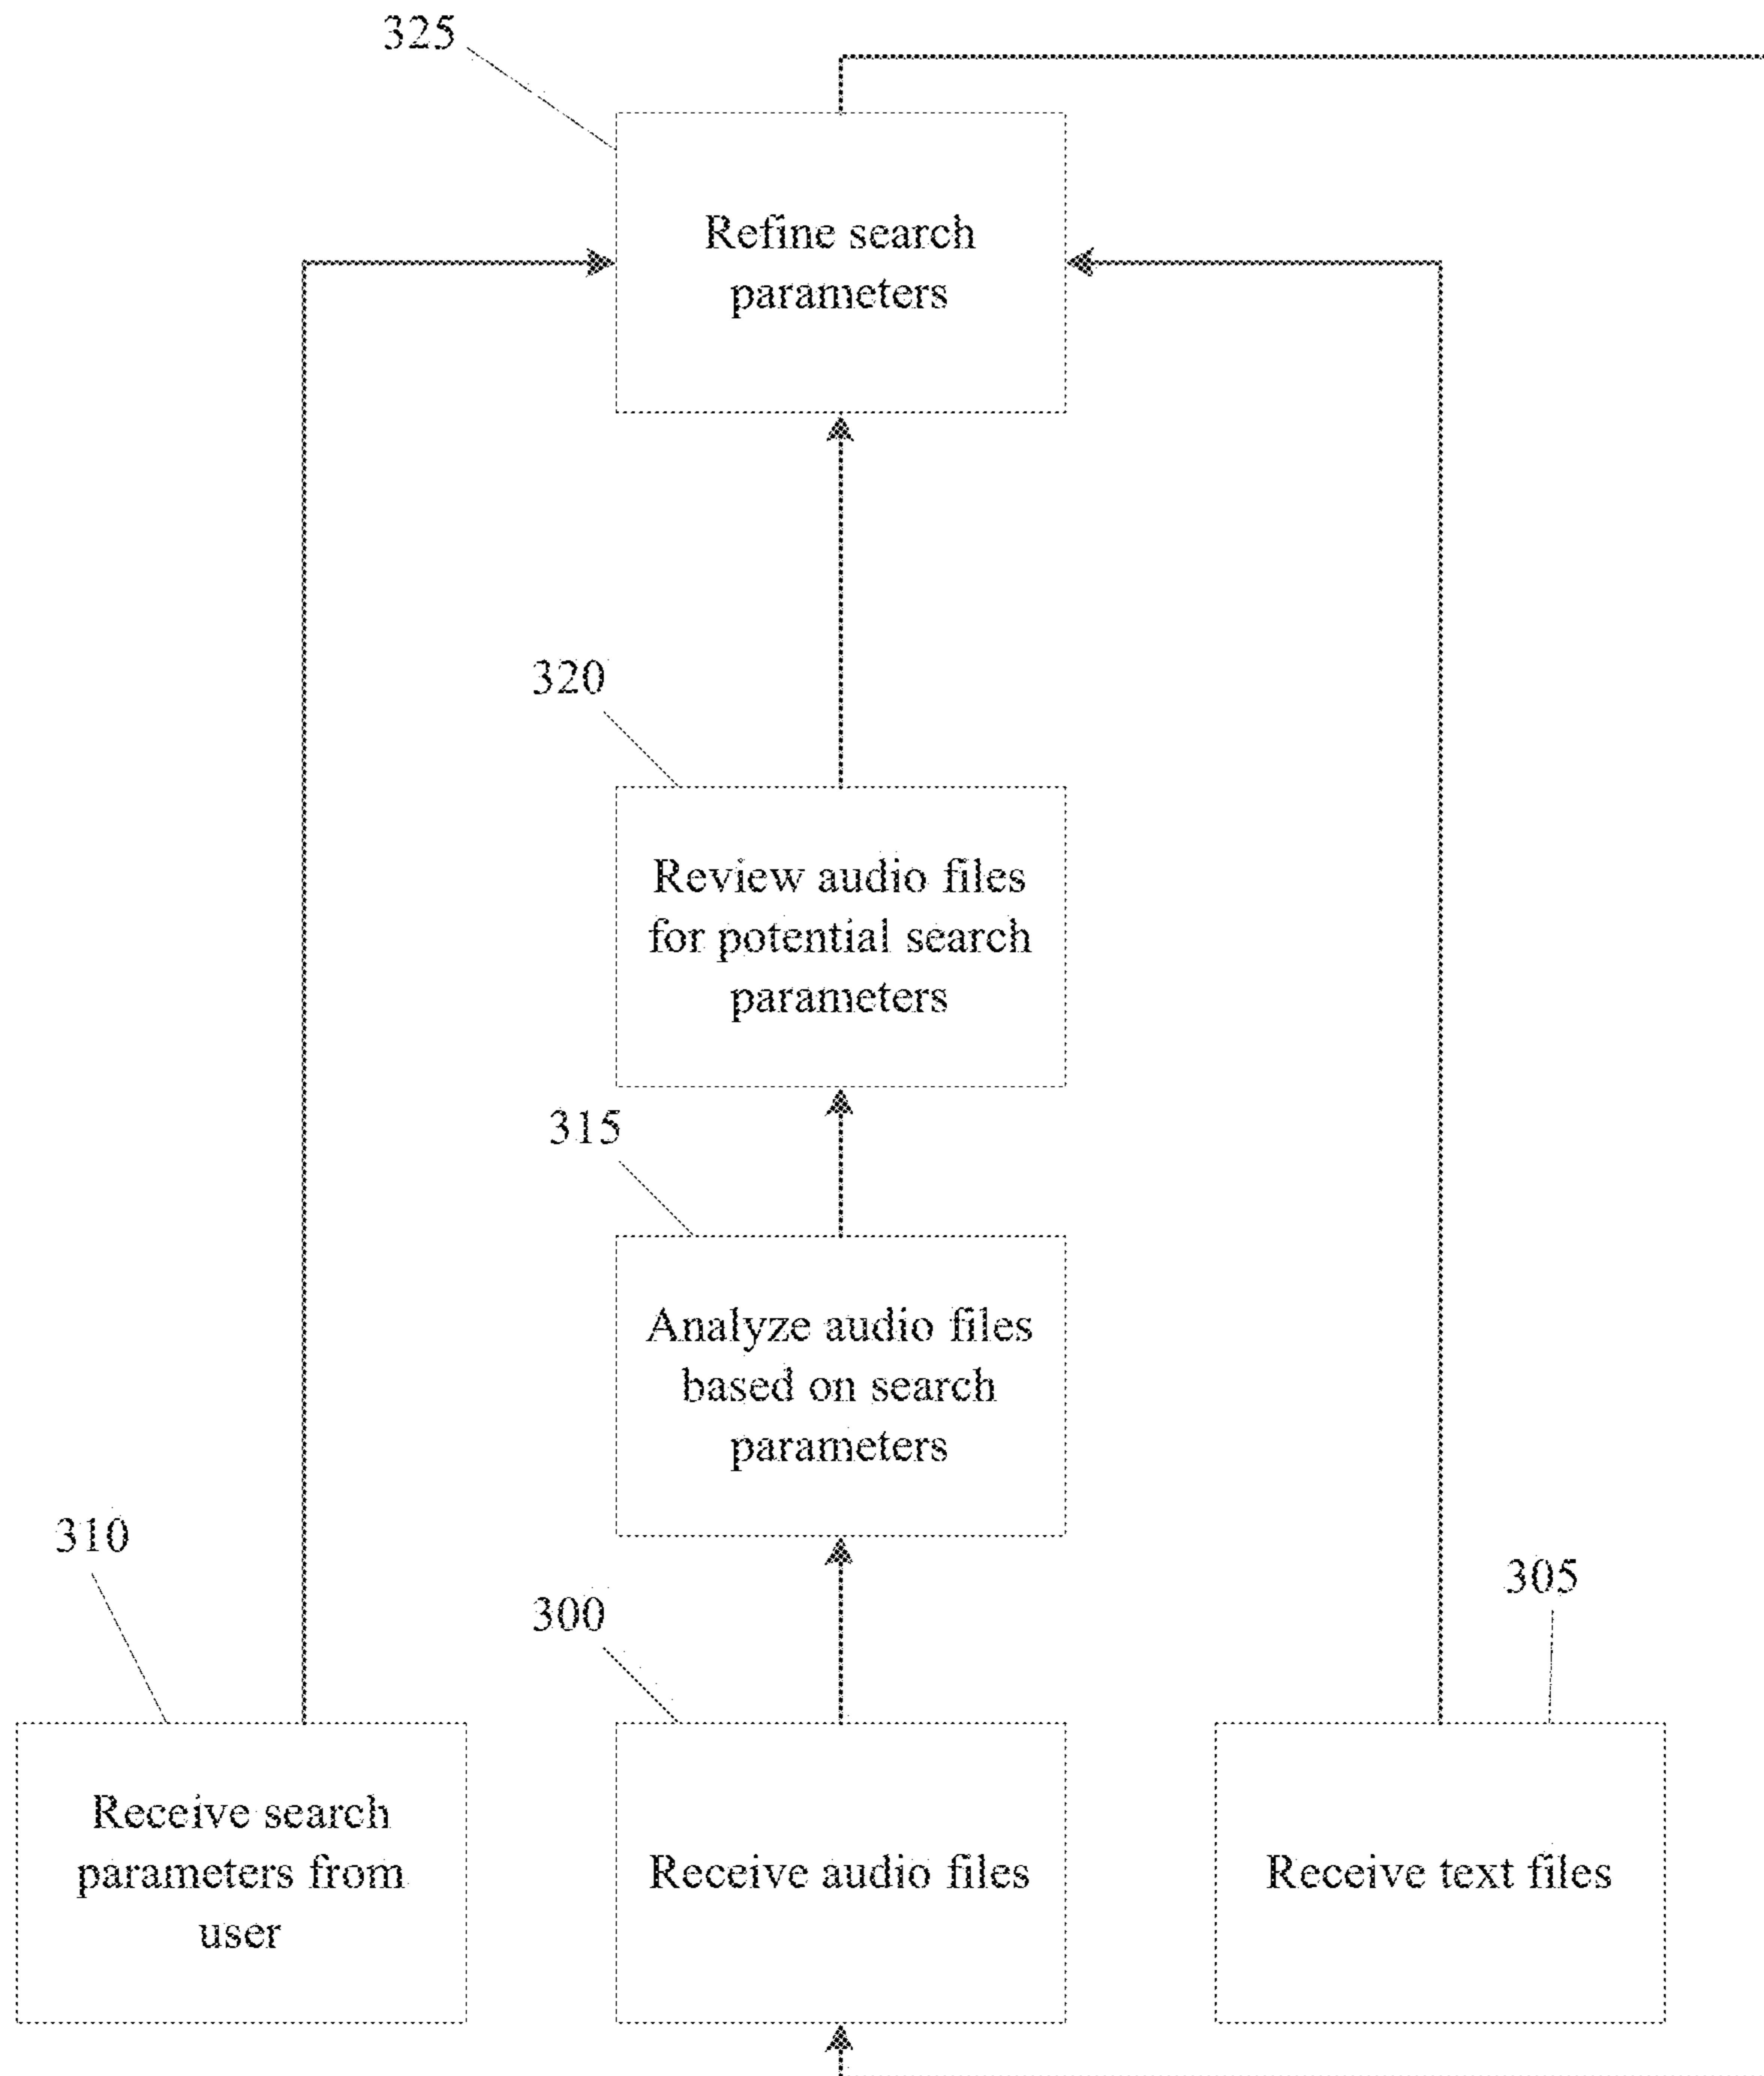 325
Refine search
parameters
320
Review audio files
for potential search
parameters
315
Analyze audio files
based on search
parameters
310
300
305
Receive search
parameters from
user
Receive audio files
Receive text files